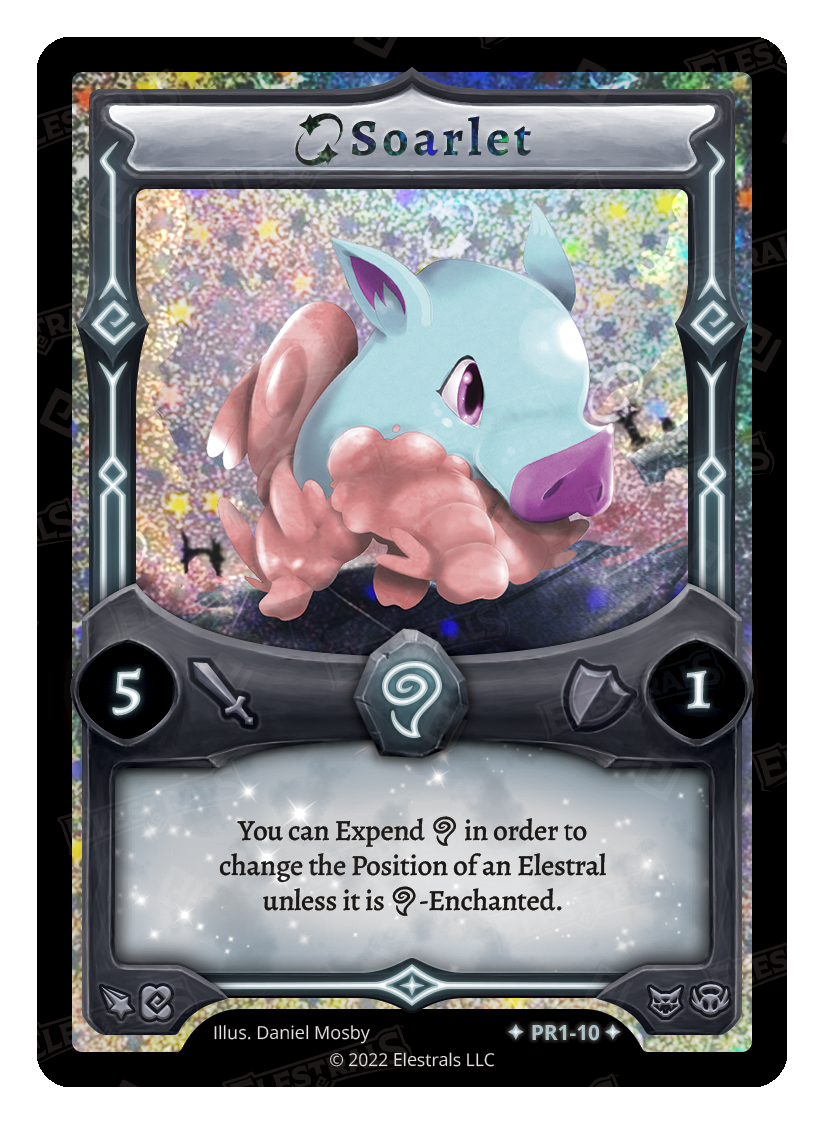 Soarlet
5
1
You can Expend in order to
change the Position of an Elestral
unless it is -Enchanted.
Illus. Daniel Mosby
PR1-10
© 2022 Elestrals LLC